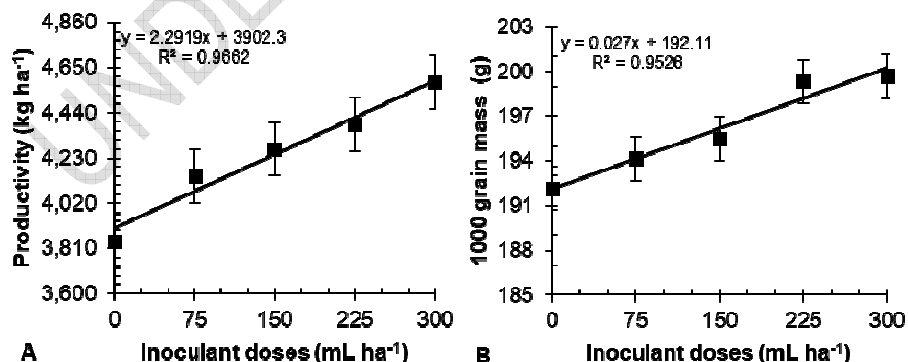 UNDE
y = 2.2919x + 3902.3
R² = 0.9662
Productivity (kg ha⁻¹)
4,860
4,650
4,440
4,230
4,020
3,810
3,600
0 75 150 225 300
A Inoculant doses (mL ha⁻¹)
y = 0.027x + 192.11
R² = 0.9526
1000 grain mass (g)
203
200
197
194
191
188
185
0 75 150 225 300
B Inoculant doses (mL ha⁻¹)